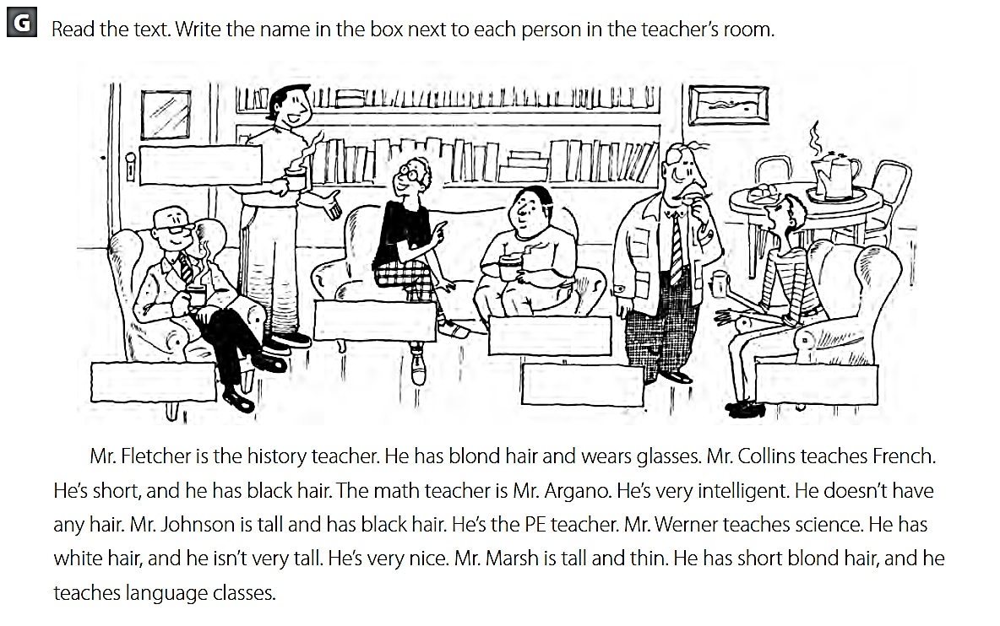 G Read the text. Write the name in the box next to each person in the teacher's room.
Mr. Fletcher is the history teacher. He has blond hair and wears glasses. Mr. Collins teaches French.
He's short, and he has black hair. The math teacher is Mr. Argano. He's very intelligent. He doesn't have
any hair. Mr. Johnson is tall and has black hair. He's the PE teacher. Mr. Werner teaches science. He has
white hair, and he isn't very tall. He's very nice. Mr. Marsh is tall and thin. He has short blond hair, and he
teaches language classes.